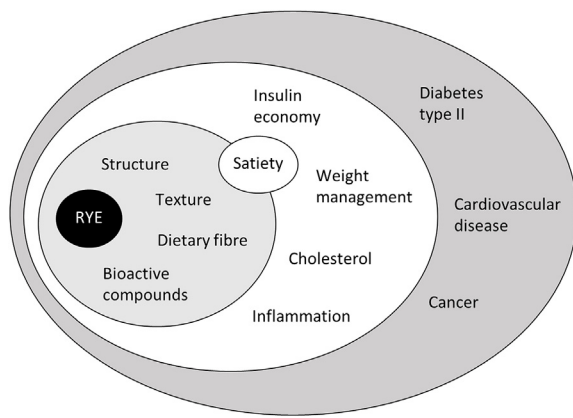 Insulin
economy
Diabetes
type II
Structure
Satiety
Weight
management
RYE
Texture
Cardiovascular
disease
Dietary fibre
Cholesterol
Bioactive
compounds
Inflammation
Cancer